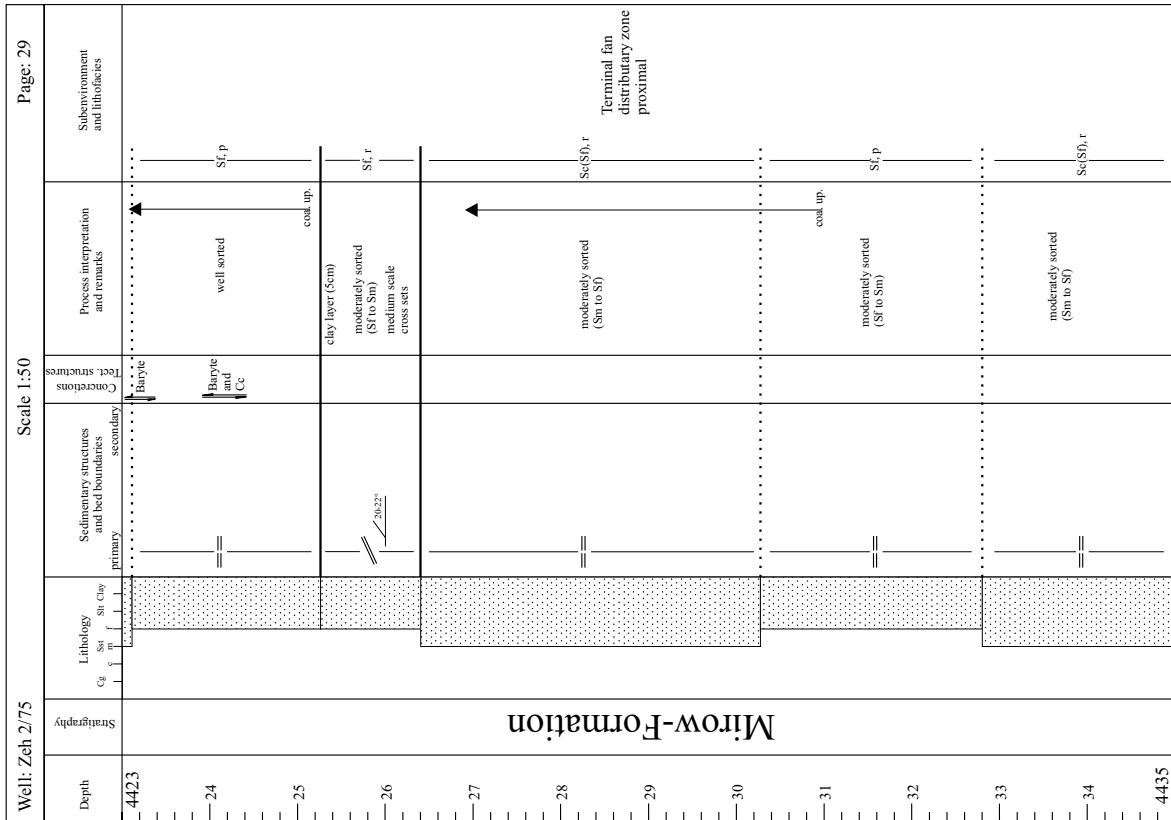 Well: Zeh 2/75
Scale 1:50
Page: 29
Depth
Stratigraphy
Lithology
Cg
c
Sst
m
f
Slt
Clay
Sedimentary structures
and bed boundaries
primary
secondary
Concretions
Tect. structures
Process interpretation
and remarks
Subenvironment
and lithofacies
4423
24
25
26
27
28
29
30
31
32
33
34
4435
Mirow-Formation
20-22°
Baryte
Baryte
and
Cc
well sorted
coa. up.
clay layer (5cm)
moderately sorted
(Sf to Sm)
medium scale
cross sets
moderately sorted
(Sm to Sf)
coa. up.
moderately sorted
(Sf to Sm)
moderately sorted
(Sm to Sf)
Sf, p
Sf, r
Sc(Sf), r
Sf, p
Sc(Sf), r
Terminal fan
distributary zone
proximal